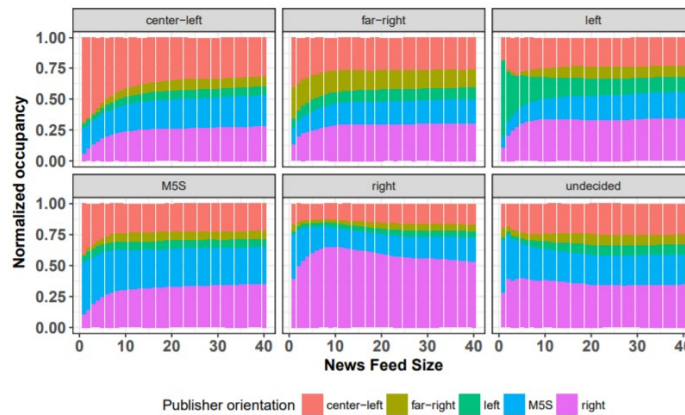 center−left far−right left
1.00
0.75
0.50
0.25
0.00
M5S right undecided
1.00
0.75
0.50
0.25
0.00
0 10 20 30 40 0 10 20 30 40 0 10 20 30 40
Normalized occupancy
News Feed Size
Publisher orientation center−left far−right left M5S right